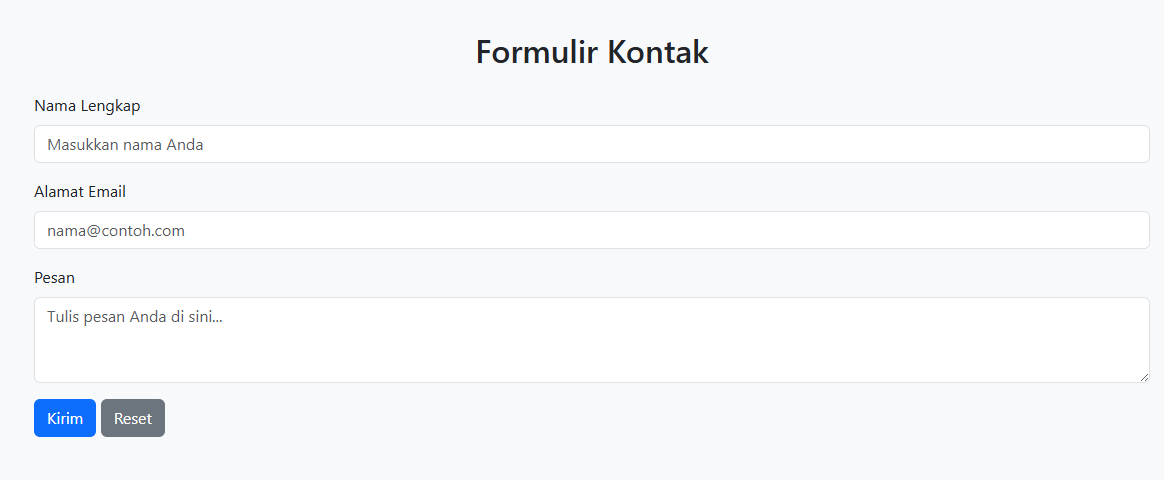 Formulir Kontak
Nama Lengkap
Masukkan nama Anda
Alamat Email
nama@contoh.com
Pesan
Tulis pesan Anda di sini...
Kirim Reset